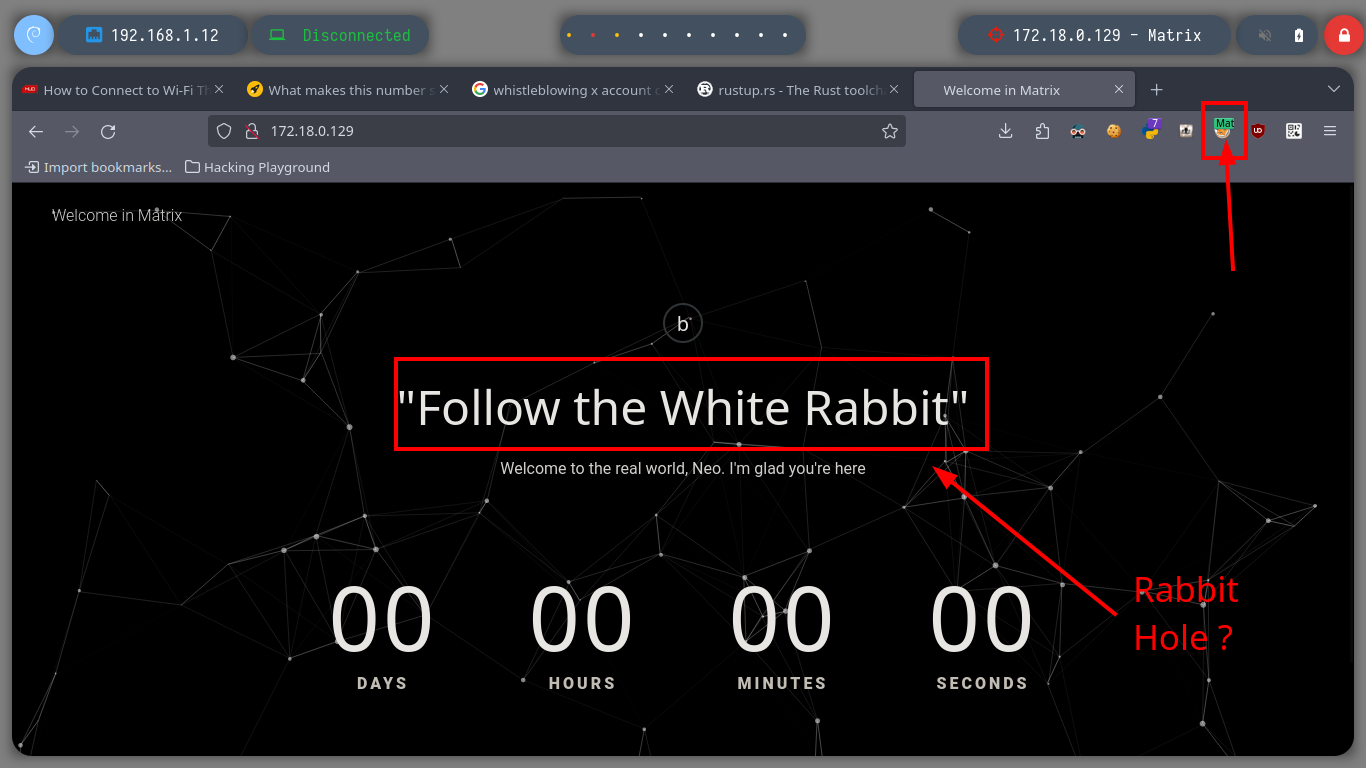 192.168.1.12
Disconnected
172.18.0.129 - Matrix
How to Connect to Wi-Fi Th
What makes this number s
whistleblowing x account o
rustup.rs - The Rust toolch
Welcome in Matrix
172.18.0.129
7
Mat
Import bookmarks...
Hacking Playground
Welcome in Matrix
b
"Follow the White Rabbit"
Welcome to the real world, Neo. I'm glad you're here
00 00 00 00
DAYS HOURS MINUTES SECONDS
Rabbit
Hole ?